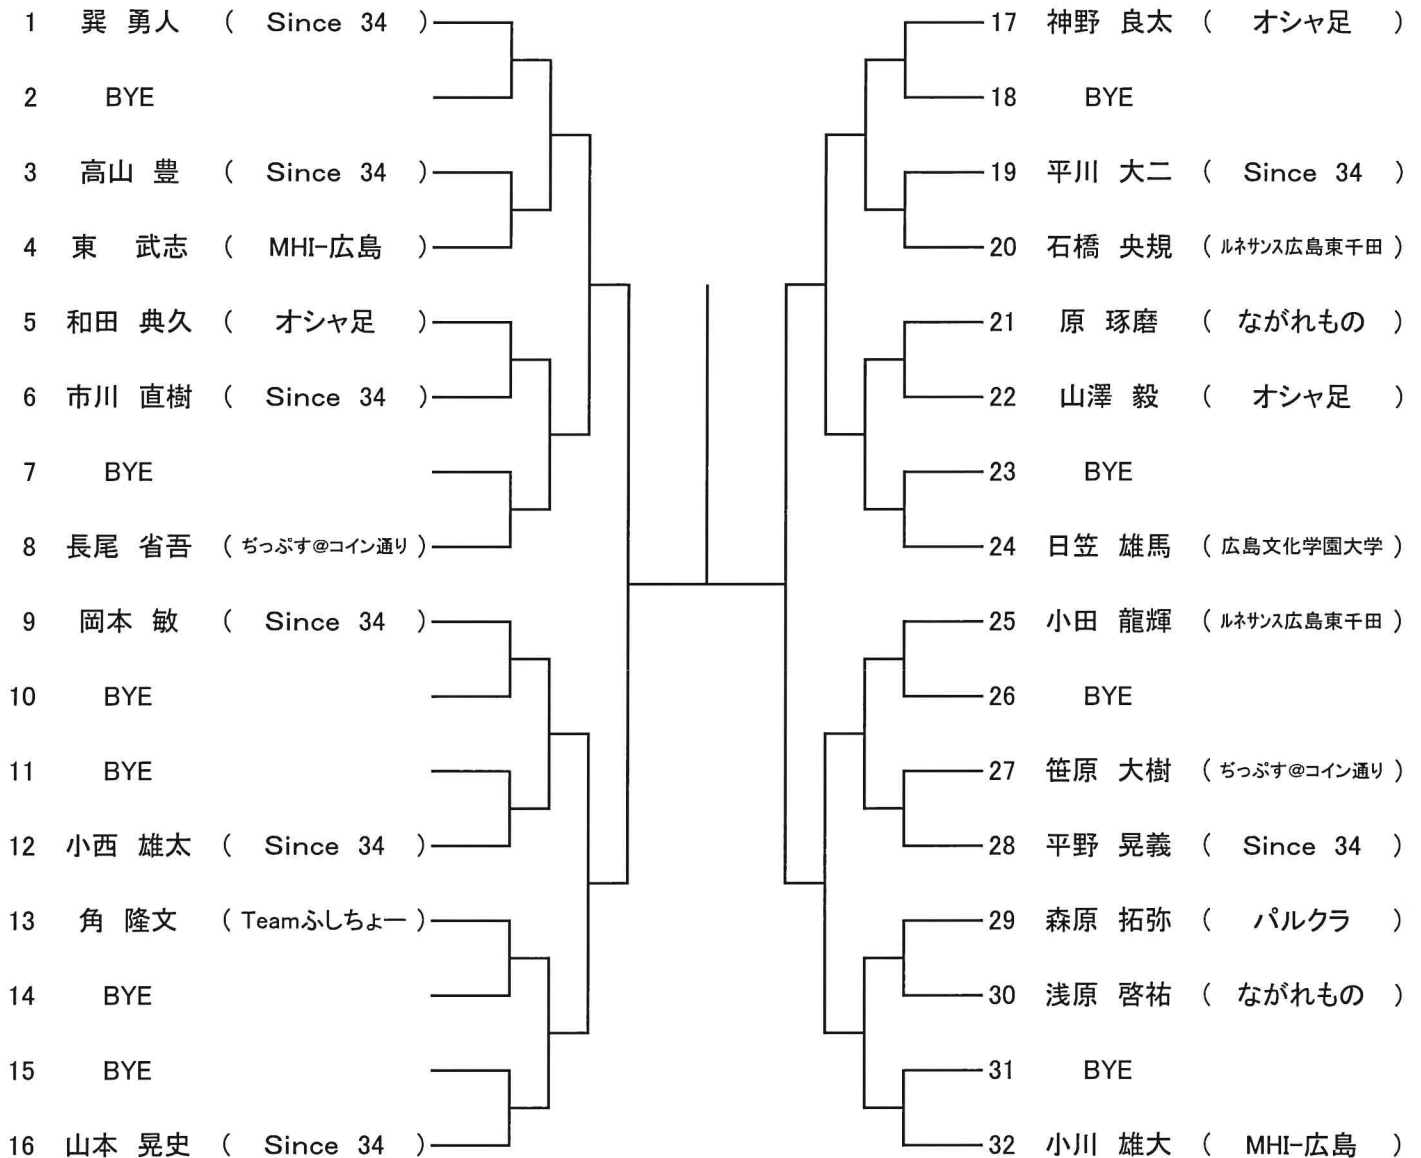 1 巽 勇人 ( Since 34 )
2 BYE
3 高山 豊 ( Since 34 )
4 東 武志 ( MHI-広島 )
5 和田 典久 ( オシャ足 )
6 市川 直樹 ( Since 34 )
7 BYE
8 長尾 省吾 ( ぢっぷす@コイン通り )
9 岡本 敏 ( Since 34 )
10 BYE
11 BYE
12 小西 雄太 ( Since 34 )
13 角 隆文 ( Teamふしちょー )
14 BYE
15 BYE
16 山本 晃史 ( Since 34 )
17 神野 良太 ( オシャ足 )
18 BYE
19 平川 大二 ( Since 34 )
20 石橋 央規 ( ルネサンス広島東千田 )
21 原 琢磨 ( ながれもの )
22 山澤 毅 ( オシャ足 )
23 BYE
24 日笠 雄馬 ( 広島文化学園大学 )
25 小田 龍輝 ( ルネサンス広島東千田 )
26 BYE
27 笹原 大樹 ( ぢっぷす@コイン通り )
28 平野 晃義 ( Since 34 )
29 森原 拓弥 ( パルクラ )
30 浅原 啓祐 ( ながれもの )
31 BYE
32 小川 雄大 ( MHI-広島 )